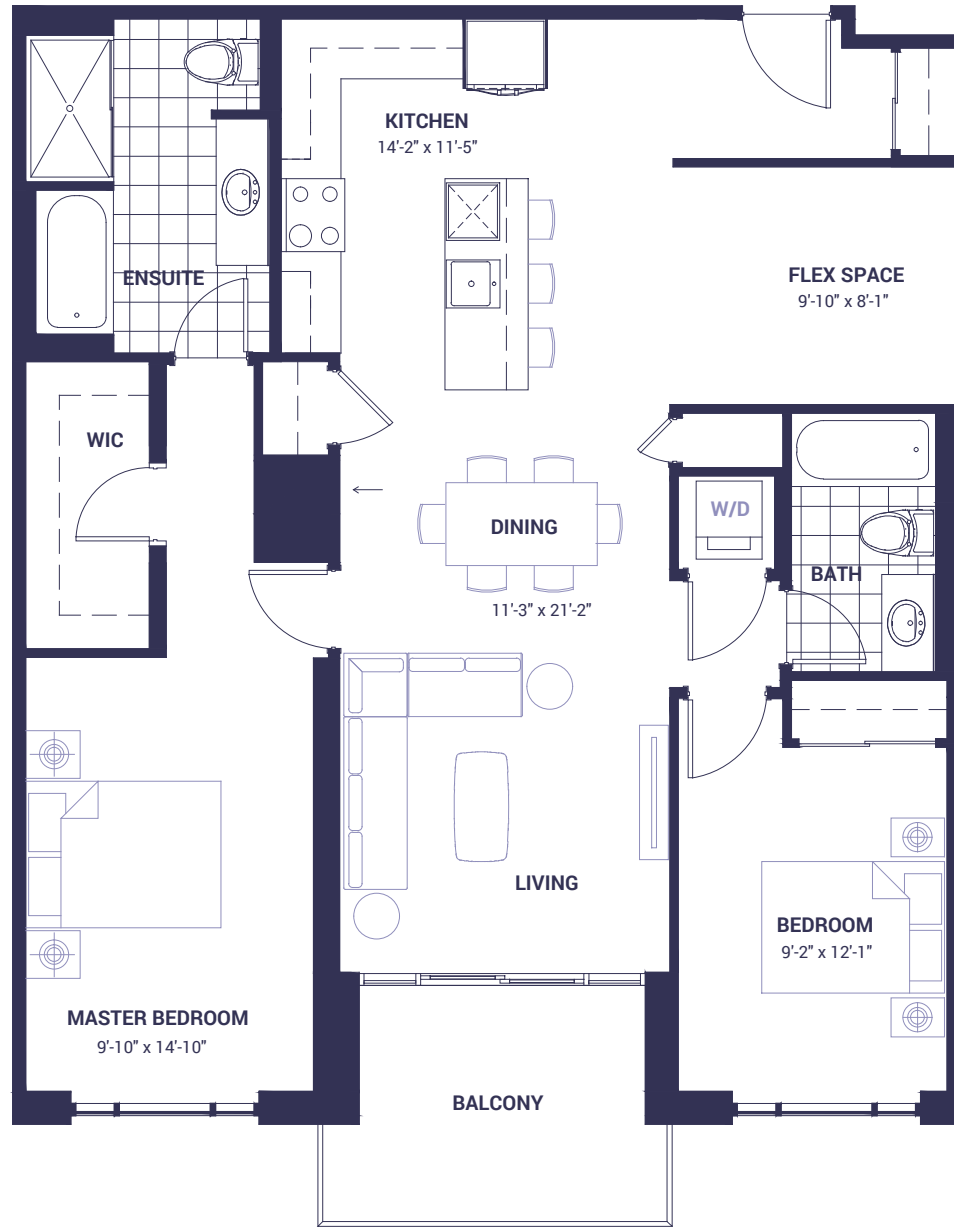 KITCHEN
14'-2" x 11'-5"
ENSUITE
FLEX SPACE
9'-10" x 8'-1"
WIC
W/D
DINING
BATH
11'-3" x 21'-2"
LIVING
BEDROOM
9'-2" x 12'-1"
MASTER BEDROOM
9'-10" x 14'-10"
BALCONY